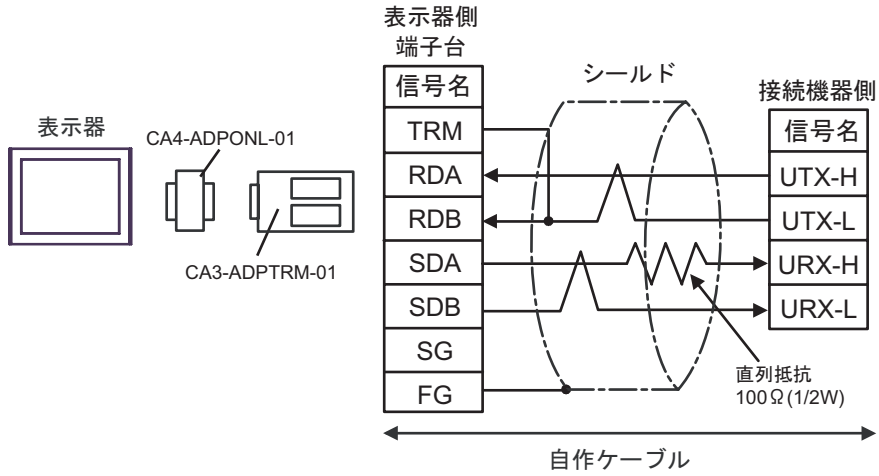 表示器
CA4-ADPONL-01
CA3-ADPTRM-01
表示器側
端子台
信号名
TRM
RDA
RDB
SDA
SDB
SG
FG
シールド
接続機器側
信号名
UTX-H
UTX-L
URX-H
URX-L
直列抵抗
100Ω(1/2W)
自作ケーブル